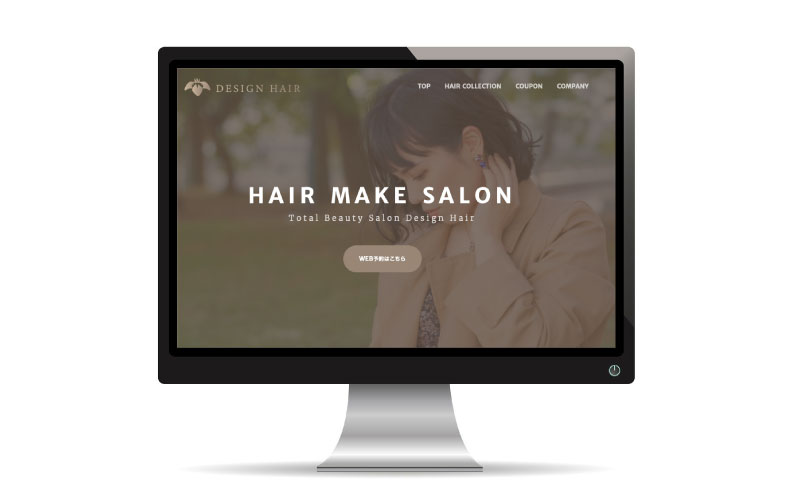 DESIGN HAIR
TOP HAIR COLLECTION COUPON COMPANY
HAIR MAKE SALON
Total Beauty Salon Design Hair
WEB予約はこちら